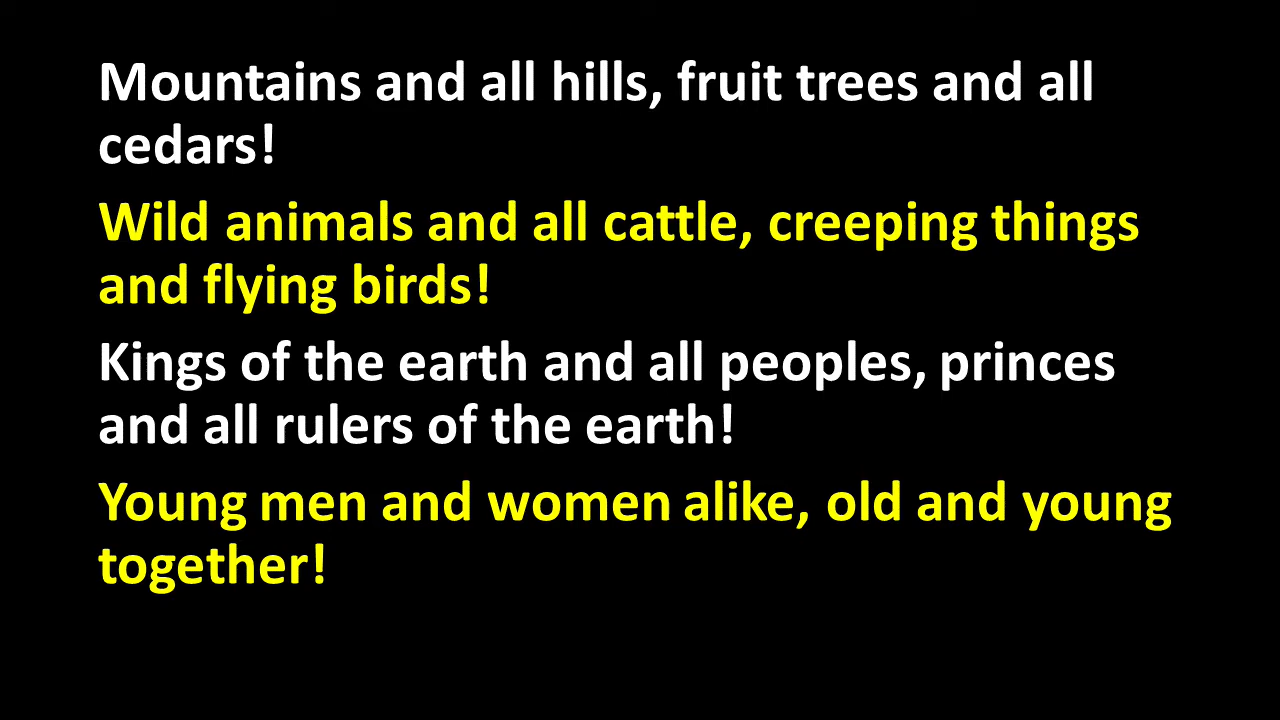 Mountains and all hills, fruit trees and all
cedars!
Wild animals and all cattle, creeping things
and flying birds!
Kings of the earth and all peoples, princes
and all rulers of the earth!
Young men and women alike, old and young
together!